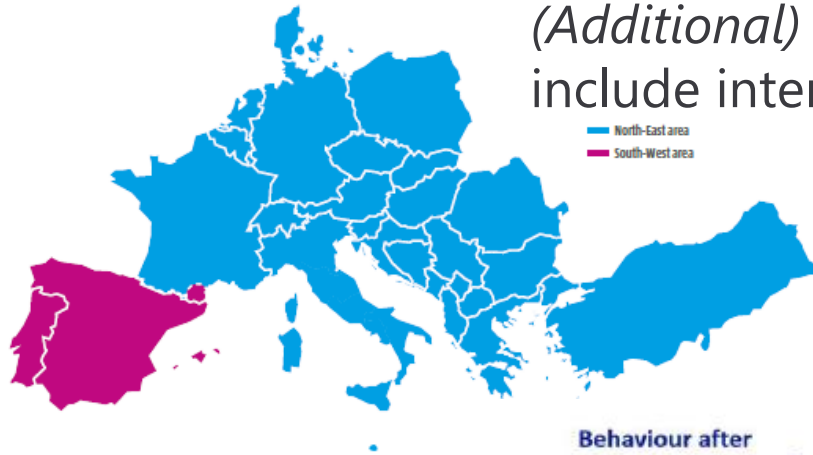 (Additional)
include inter
North-East area
South-West area
Behaviour after